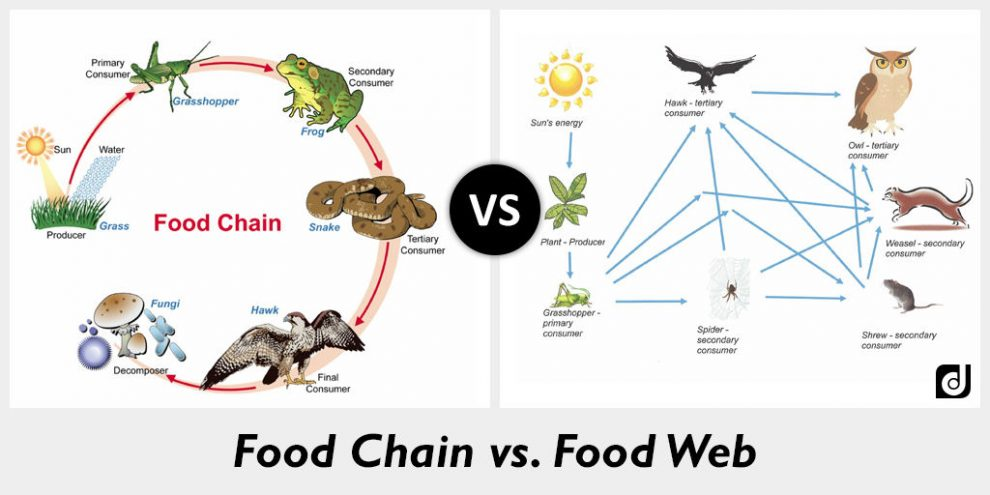 Primary
Consumer
Grasshopper
Secondary
Consumer
Frog
Sun
Water
Grass
Producer
Food Chain
Snake
Tertiary
Consumer
Fungi
Decomposer
Hawk
Final
Consumer
VS
Sun's energy
Hawk - tertiary
consumer
Owl - tertiary
consumer
Plant - Producer
Weasel - secondary
consumer
Grasshopper -
primary
consumer
Spider -
secondary
consumer
Shrew - secondary
consumer
d
Food Chain vs. Food Web